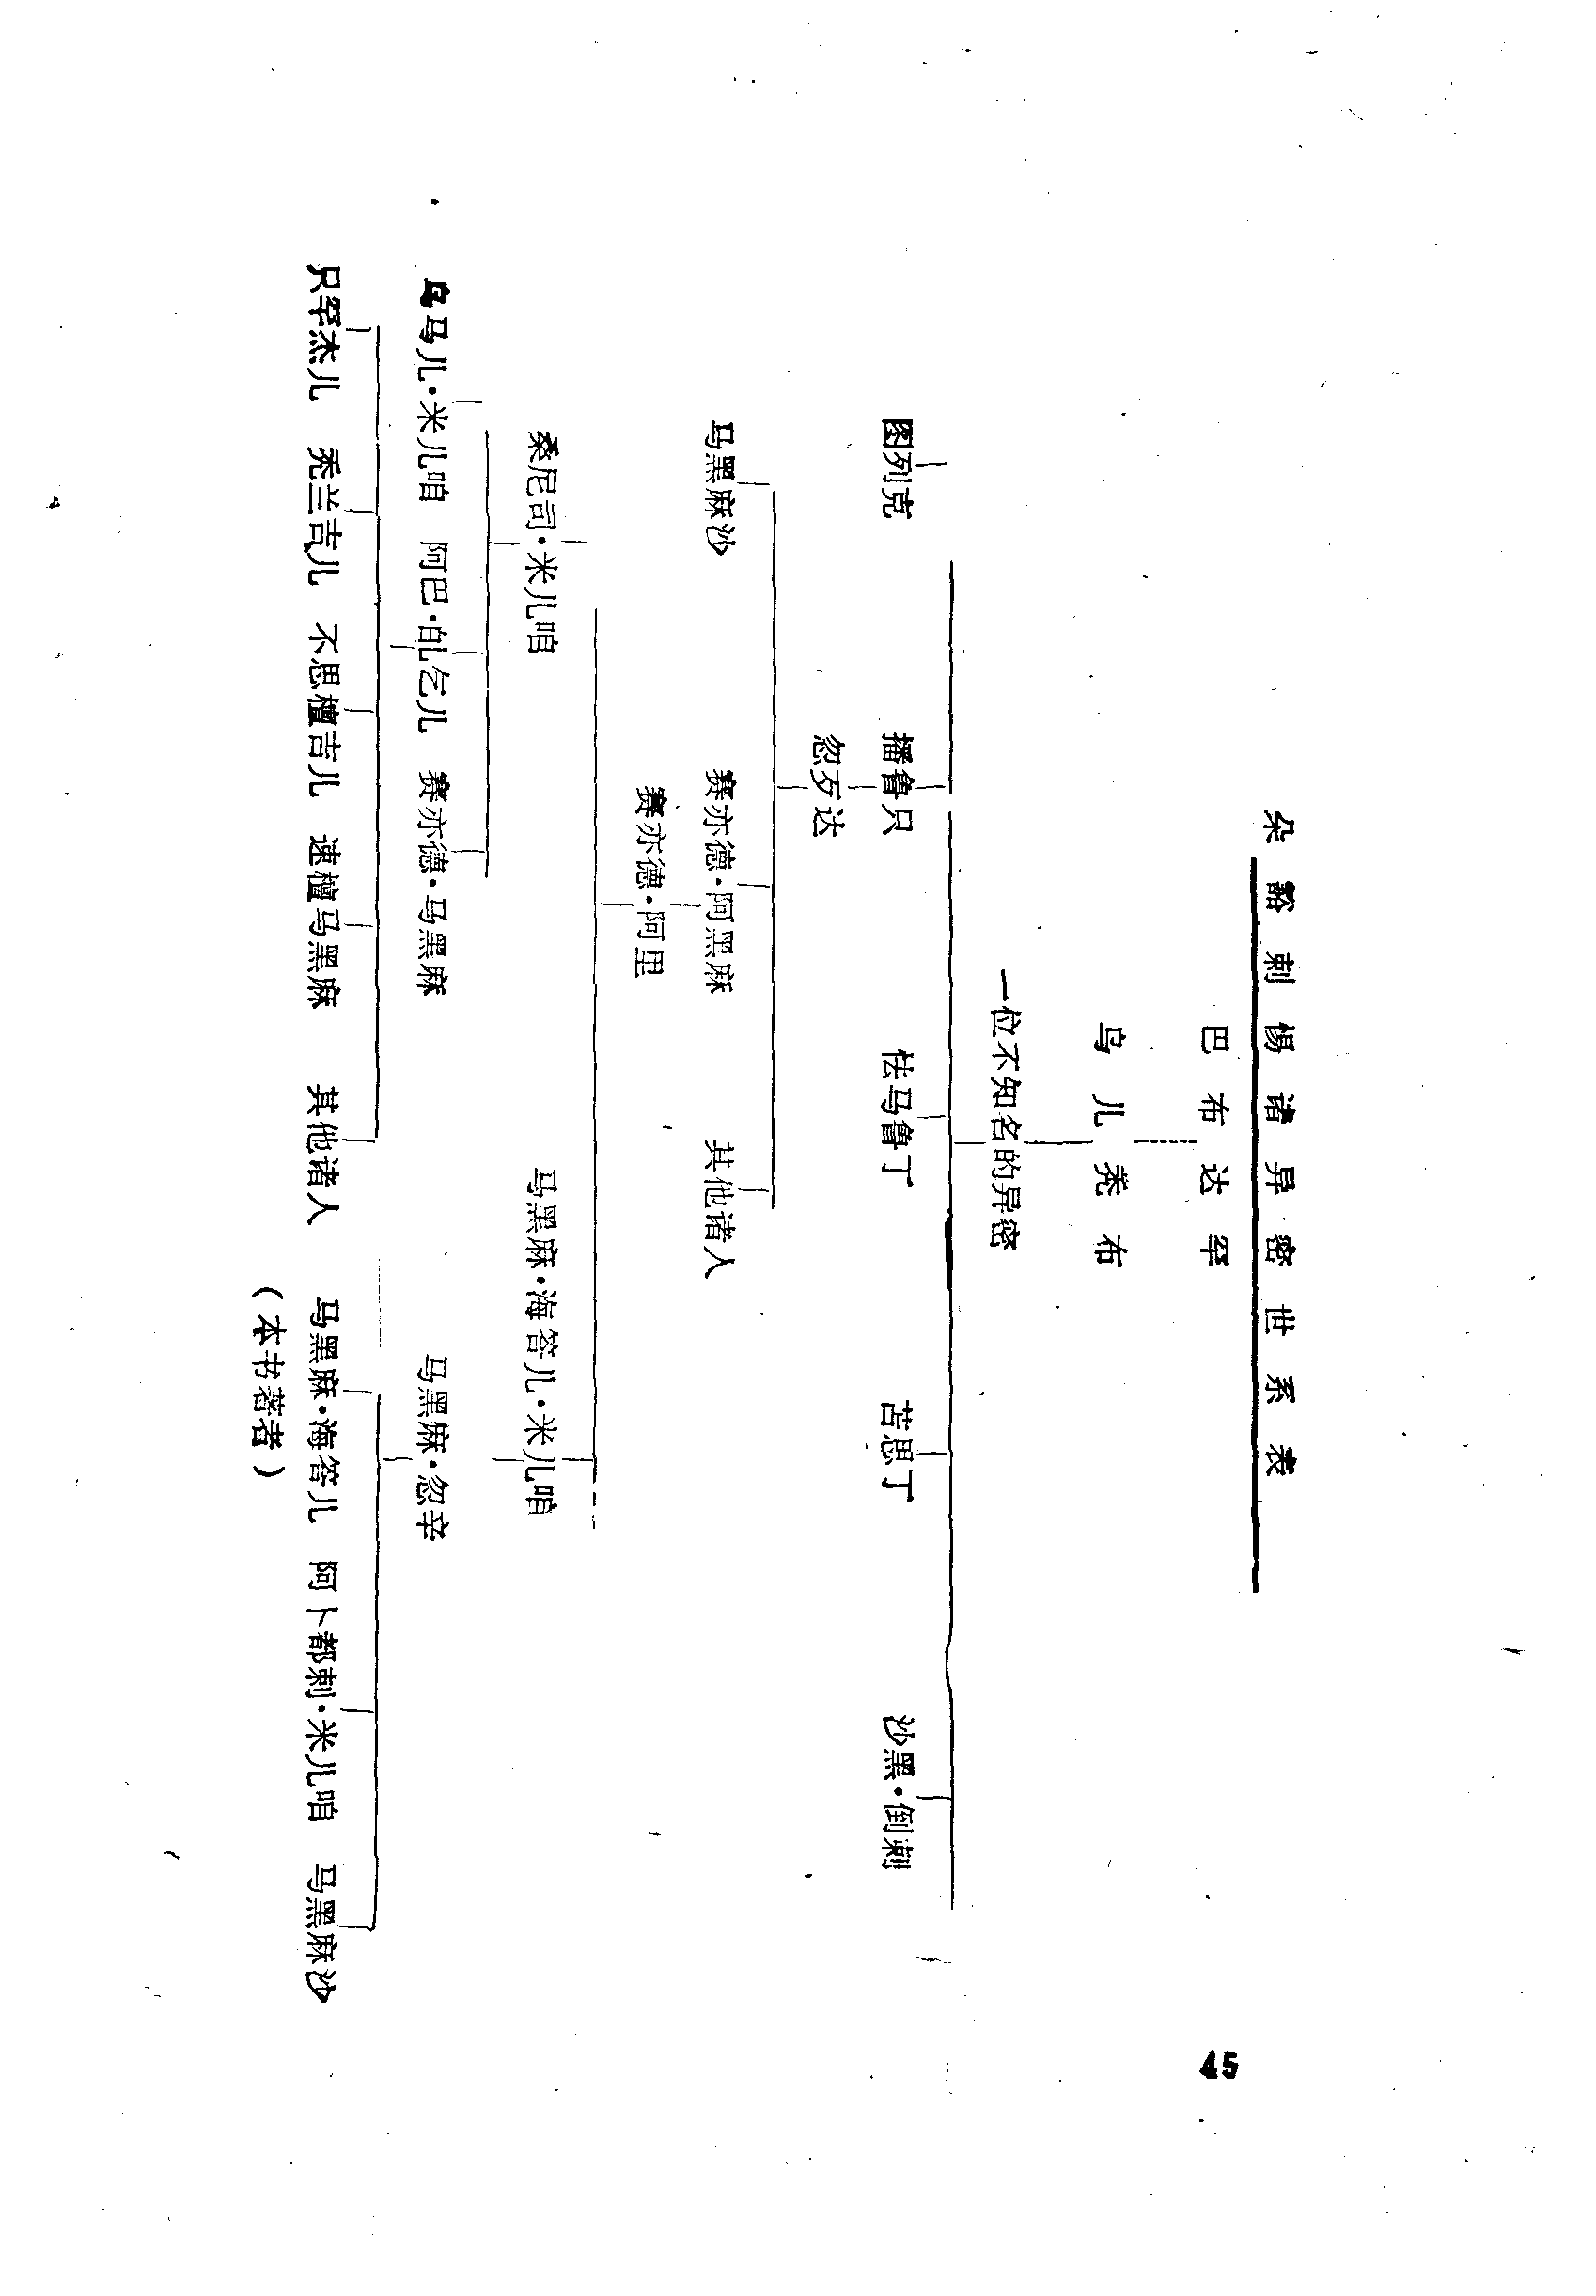 朵豁剌惕诸异密世系表
巴布达罕
乌儿秃布
一位不知名的异密
图列克 播鲁只 怯马鲁丁 苫思丁 沙黑·倒剌
忽歹达
马黑麻沙 赛亦德·阿黑麻 其他诸人
赛亦德·阿里
桑尼司·米儿咱 马黑麻·海答儿·米儿咱
乌马儿·米儿咱 阿巴·乩乞儿 赛亦德·马黑麻 马黑麻·忽辛
只罕杰儿 秃兰吉儿 不思檀吉儿 速檀马黑麻 其他诸人 马黑麻·海答儿 阿卜都剌·米儿咱 马黑麻沙
（本书著者）
45